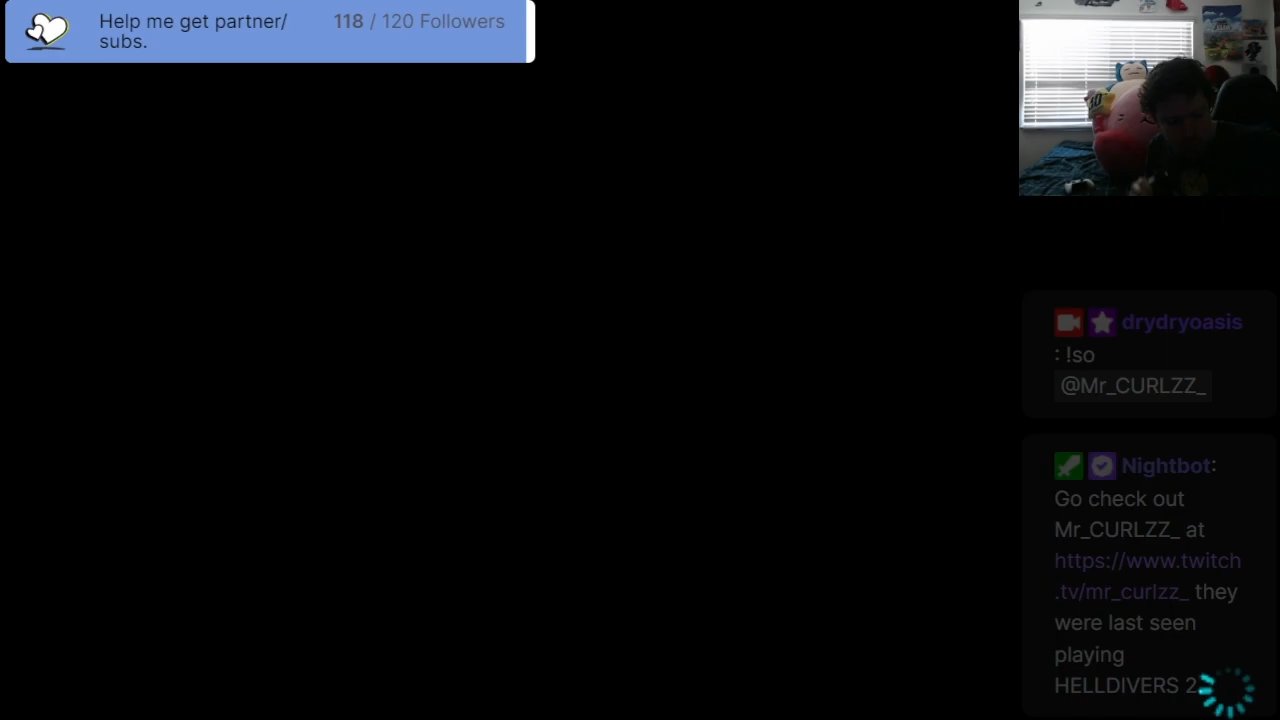 Help me get partner/
subs.
118 / 120 Followers
drydryoasis
: !so
@Mr_CURLZZ_
Nightbot:
Go check out
Mr_CURLZZ_ at
https://www.twitch
.tv/mr_curlzz_ they
were last seen
playing
HELLDIVERS 2.